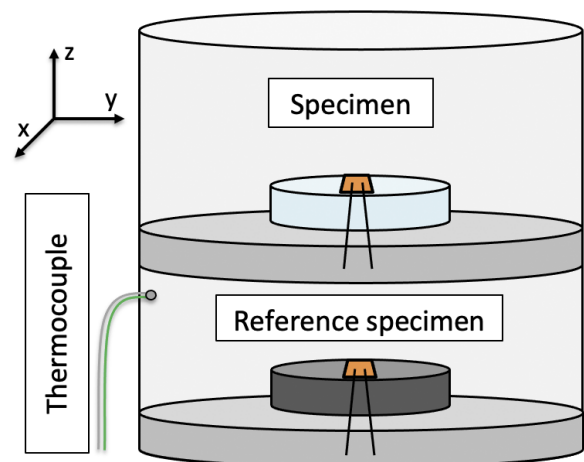 z
y
x
Specimen
Thermocouple
Reference specimen